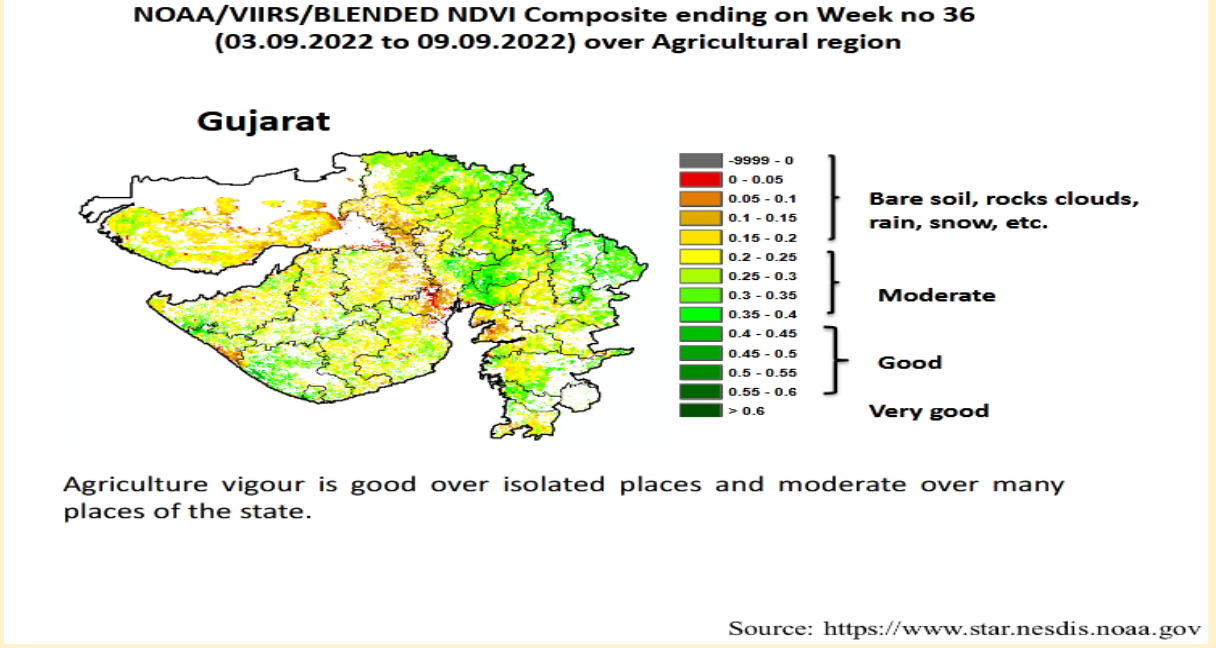 NOAA/VIIRS/BLENDED NDVI Composite ending on Week no 36
(03.09.2022 to 09.09.2022) over Agricultural region
Gujarat
-9999 - 0
0 - 0.05
0.05 - 0.1
0.1 - 0.15
0.15 - 0.2
0.2 - 0.25
0.25 - 0.3
0.3 - 0.35
0.35 - 0.4
0.4 - 0.45
0.45 - 0.5
0.5 - 0.55
0.55 - 0.6
> 0.6
Bare soil, rocks clouds,
rain, snow, etc.
Moderate
Good
Very good
Agriculture vigour is good over isolated places and moderate over many
places of the state.
Source: https://www.star.nesdis.noaa.gov